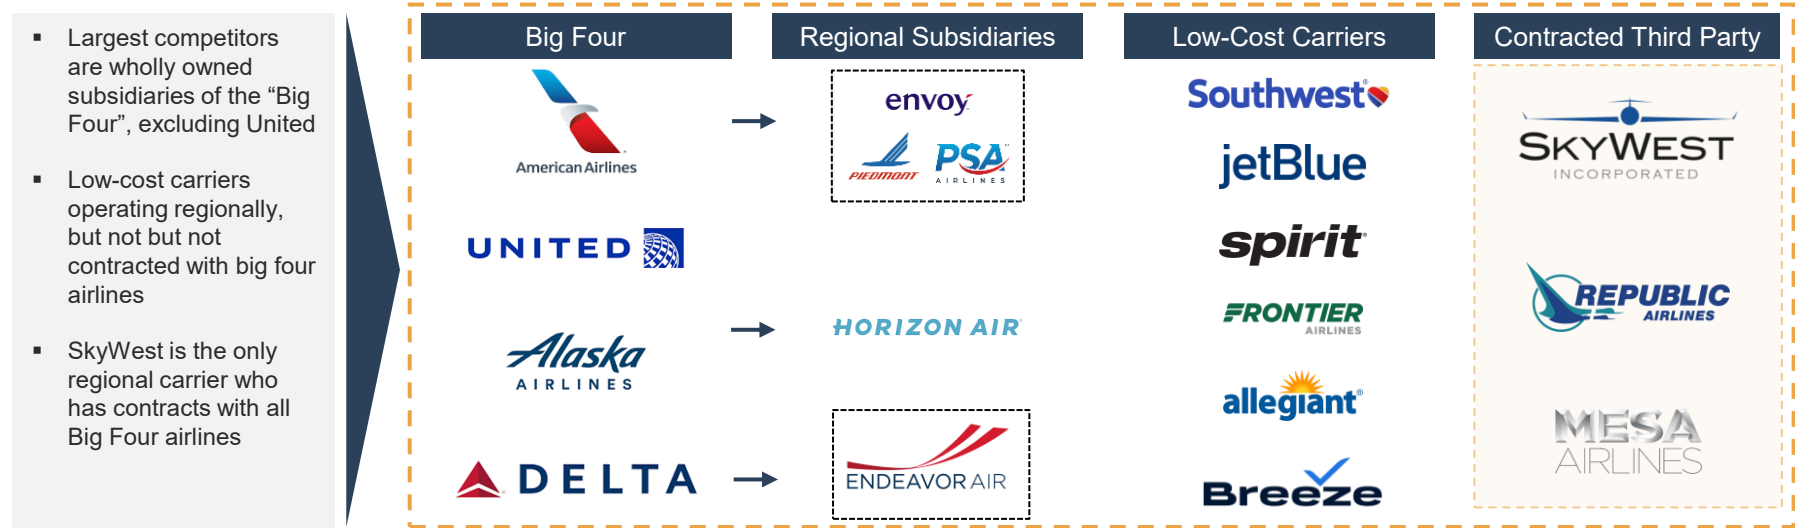 Largest competitors
are wholly owned
subsidiaries of the “Big
Four”, excluding United
Low-cost carriers
operating regionally,
but not but not
contracted with big four
airlines
SkyWest is the only
regional carrier who
has contracts with all
Big Four airlines
Big Four
American Airlines
UNITED
Alaska
AIRLINES
DELTA
Regional Subsidiaries
envoy
PIEDMONT
PSA
AIRLINES
HORIZON AIR
ENDEAVOR AIR
Low-Cost Carriers
Southwest
jetBlue
spirit
FRONTIER
AIRLINES
allegiant
Breeze
Contracted Third Party
SKYWEST
INCORPORATED
REPUBLIC
AIRLINES
MESA
AIRLINES